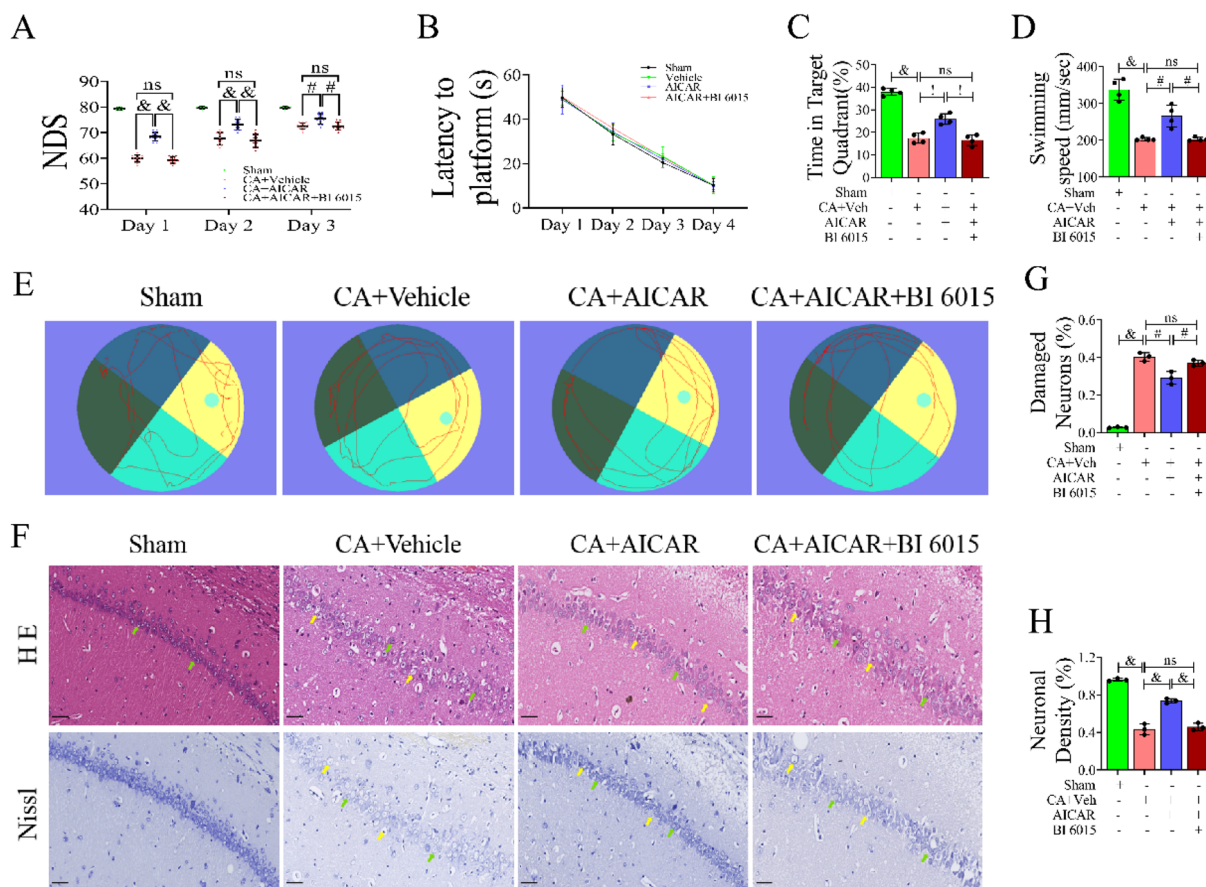 A
NDS
90
80
70
60
50
40
ns
& &
ns
& &
ns
# #
Sham
CA+Vehicle
CA+AICAR
CA+AICAR+BI 6015
Day 1 Day 2 Day 3
B
Latency to
platform (s)
60
40
20
0
Sham
Vehicle
AICAR
AICAR+BI 6015
Day 1 Day 2 Day 3 Day 4
C
Time in Target
Quadrant(%)
50
40
30
20
10
0
& ns
! !
Sham + - - -
CA+Veh - + + +
AICAR - - + +
BI 6015 - - - +
D
Swimming
speed (mm/sec)
400
300
200
100
& ns
# #
Sham + - - -
CA+Veh - + + +
AICAR - - + +
BI 6015 - - - +
E
Sham CA+Vehicle CA+AICAR CA+AICAR+BI 6015
G
Damaged
Neurons (%)
0.6
0.4
0.2
0.0
ns
& # #
Sham + - - -
CA+Veh - + + +
AICAR - - + +
BI 6015 - - - +
F
Sham CA+Vehicle CA+AICAR CA+AICAR+BI 6015
HE
Nissl
H
Neuronal
Density (%)
1.2
0.8
0.4
0.0
& ns
& &
Sham
CA+Veh
AICAR
BI 6015